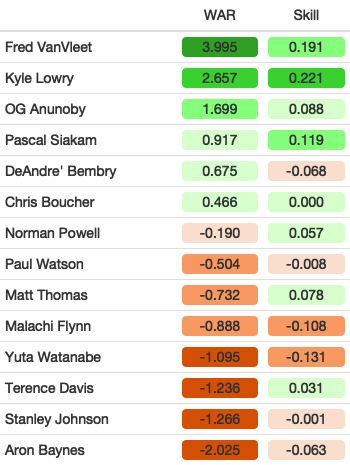 WAR Skill
Fred VanVleet 3.995 0.191
Kyle Lowry 2.657 0.221
OG Anunoby 1.699 0.088
Pascal Siakam 0.917 0.119
DeAndre' Bembry 0.675 -0.068
Chris Boucher 0.466 0.000
Norman Powell -0.190 0.057
Paul Watson -0.504 -0.008
Matt Thomas -0.732 0.078
Malachi Flynn -0.888 -0.108
Yuta Watanabe -1.095 -0.131
Terence Davis -1.236 0.031
Stanley Johnson -1.266 -0.001
Aron Baynes -2.025 -0.063